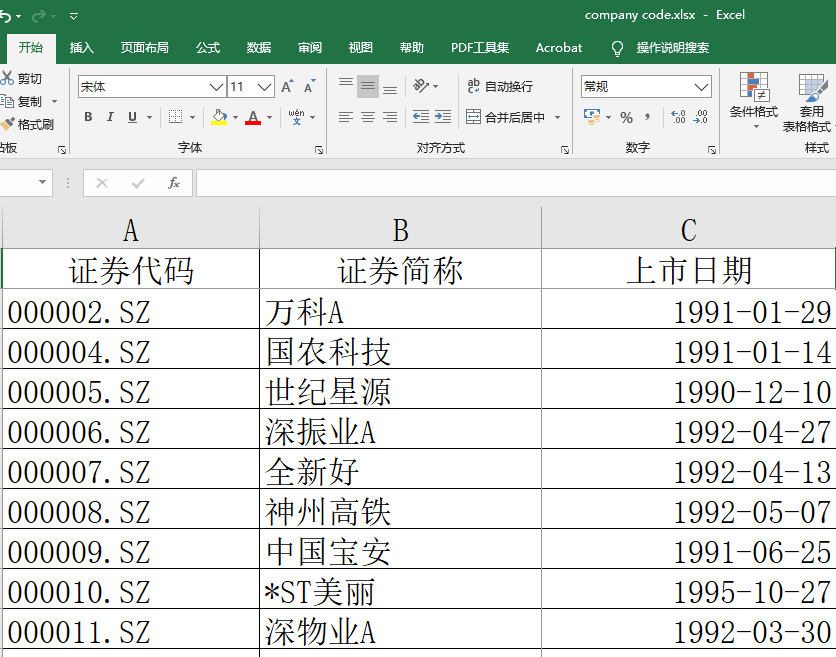 company code.xlsx - Excel
开始 插入 页面布局 公式 数据 审阅 视图 帮助 PDF工具集 Acrobat 操作说明搜索
剪切
复制
格式刷
宋体 11 A A
B I U A wén 文
ab 自动换行
合并后居中
常规
% , .00 .00
条件格式
套用
表格格式
贴板 字体 对齐方式 数字 样式
fx
A B C
证券代码 证券简称 上市日期
000002.SZ 万科A 1991-01-29
000004.SZ 国农科技 1991-01-14
000005.SZ 世纪星源 1990-12-10
000006.SZ 深振业A 1992-04-27
000007.SZ 全新好 1992-04-13
000008.SZ 神州高铁 1992-05-07
000009.SZ 中国宝安 1991-06-25
000010.SZ *ST美丽 1995-10-27
000011.SZ 深物业A 1992-03-30